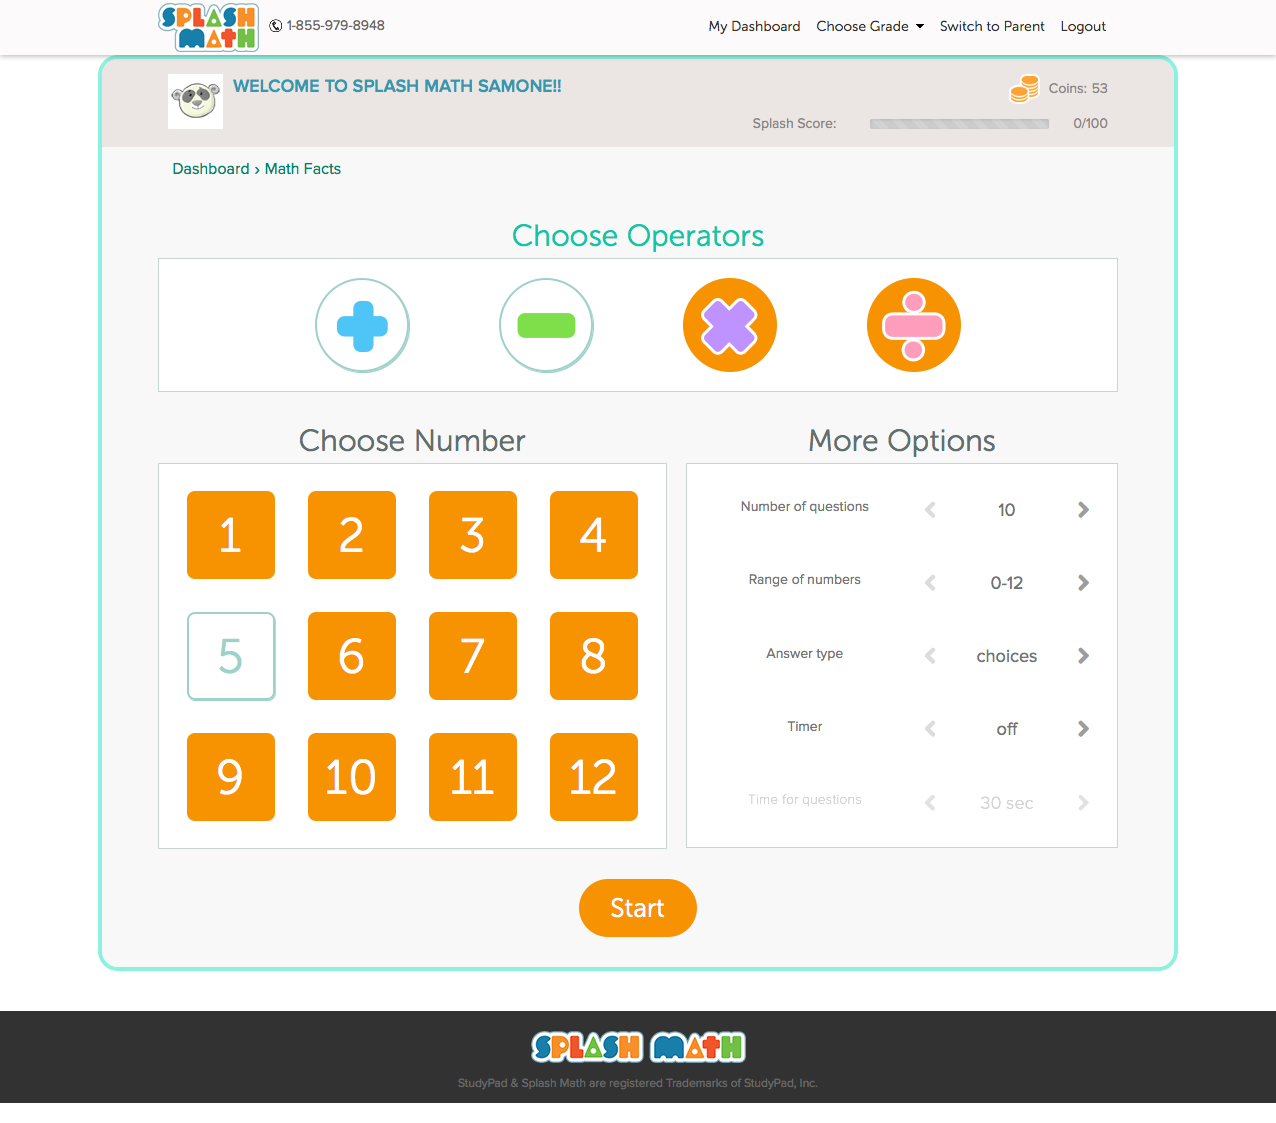 SPLASH
MATH
1-855-979-8948
My Dashboard Choose Grade Switch to Parent Logout
WELCOME TO SPLASH MATH SAMONE!!
Coins: 53
Splash Score: 0/100
Dashboard › Math Facts
Choose Operators
Choose Number
1 2 3 4
5 6 7 8
9 10 11 12
More Options
Number of questions 10
Range of numbers 0-12
Answer type choices
Timer off
Time for questions 30 sec
Start
SPLASH MATH
StudyPad & Splash Math are registered Trademarks of StudyPad, Inc.